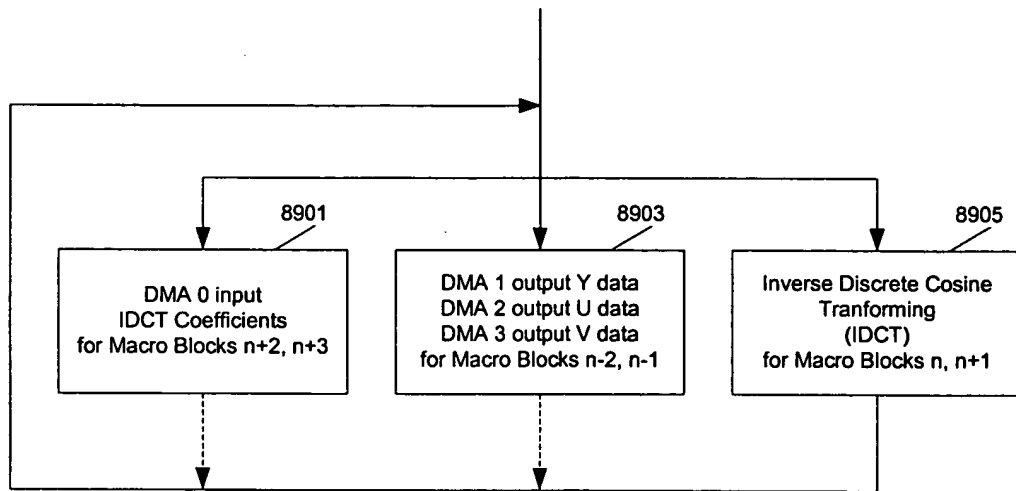 8901
8903
8905
DMA 0 input
IDCT Coefficients
for Macro Blocks n+2, n+3
DMA 1 output Y data
DMA 2 output U data
DMA 3 output V data
for Macro Blocks n-2, n-1
Inverse Discrete Cosine
Tranforming
(IDCT)
for Macro Blocks n, n+1